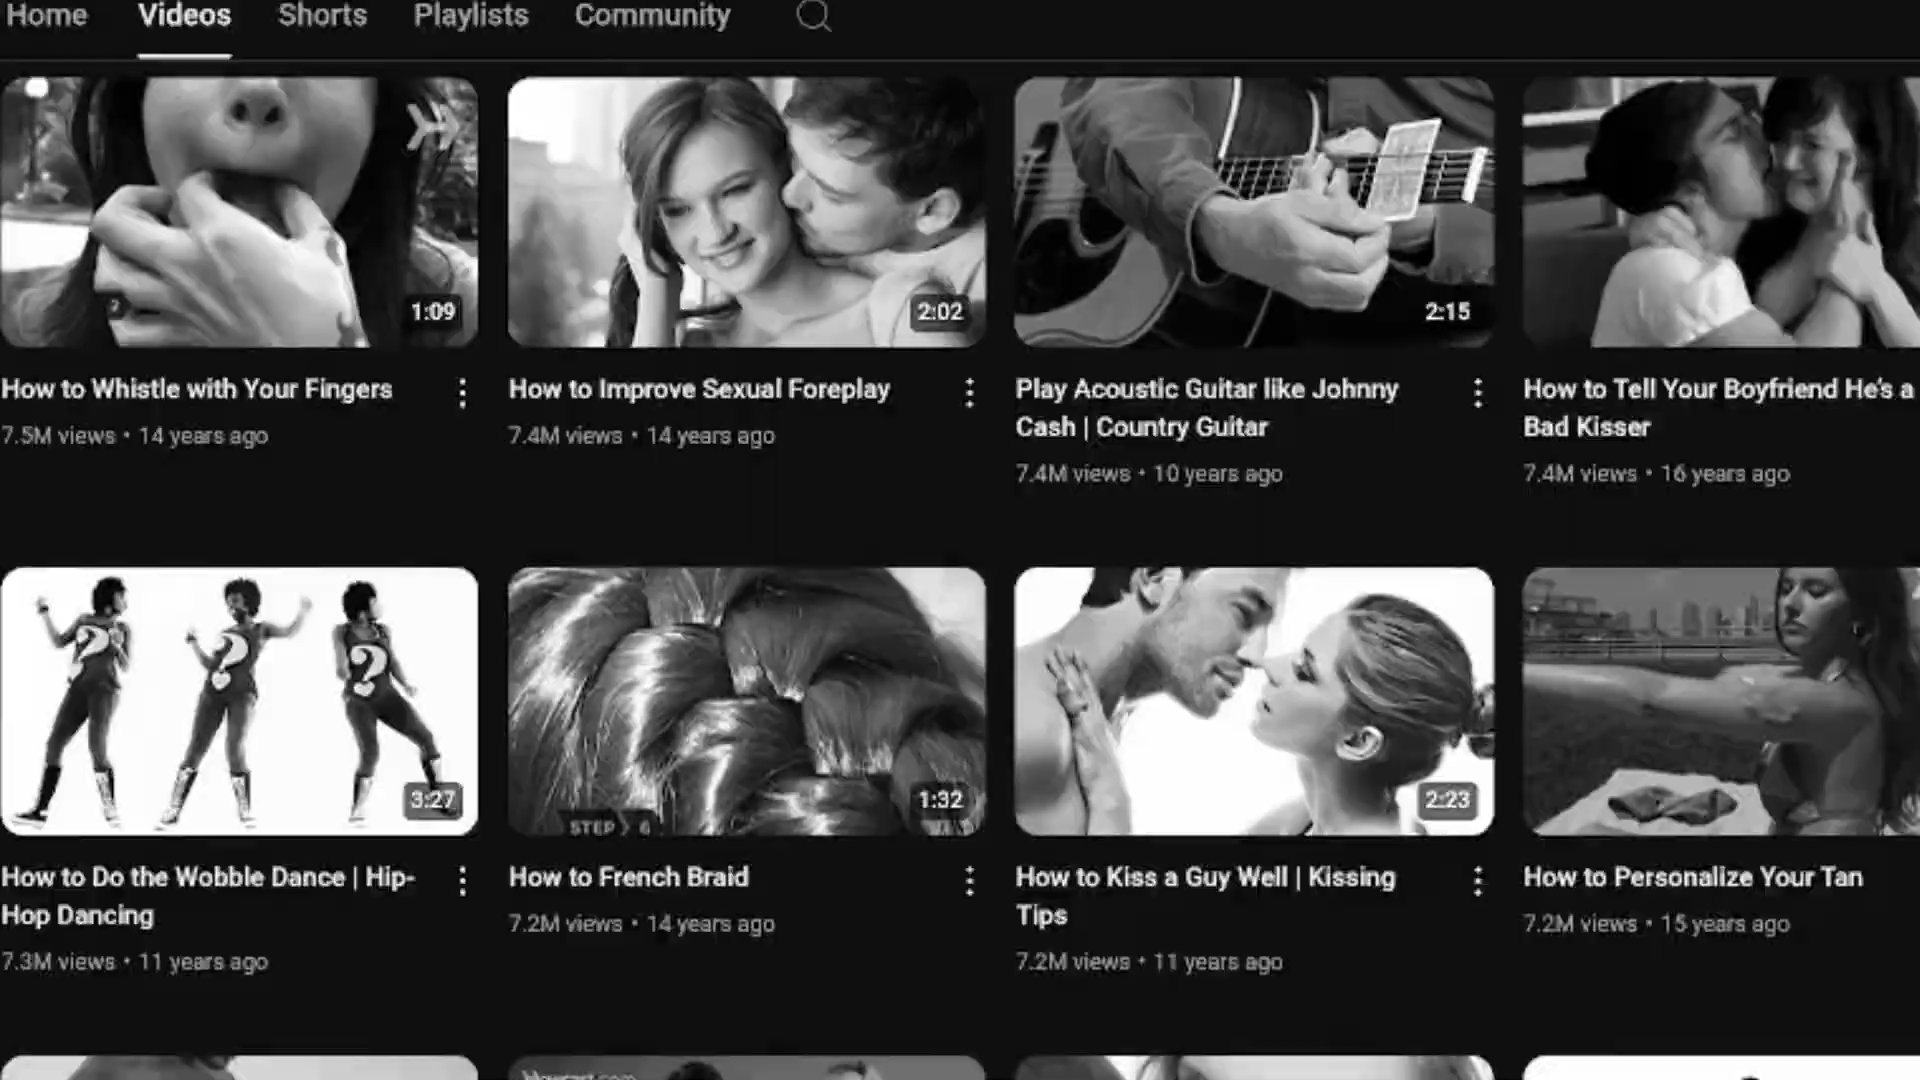 Home Videos Shorts Playlists Community
1:09
2:02
2:15
How to Whistle with Your Fingers
7.5M views • 14 years ago
How to Improve Sexual Foreplay
7.4M views • 14 years ago
Play Acoustic Guitar like Johnny
Cash | Country Guitar
7.4M views • 10 years ago
How to Tell Your Boyfriend He's a
Bad Kisser
7.4M views • 16 years ago
? ? ?
3:27
STEP 6
1:32
2:23
How to Do the Wobble Dance | Hip-
Hop Dancing
7.3M views • 11 years ago
How to French Braid
7.2M views • 14 years ago
How to Kiss a Guy Well | Kissing
Tips
7.2M views • 11 years ago
How to Personalize Your Tan
7.2M views • 15 years ago